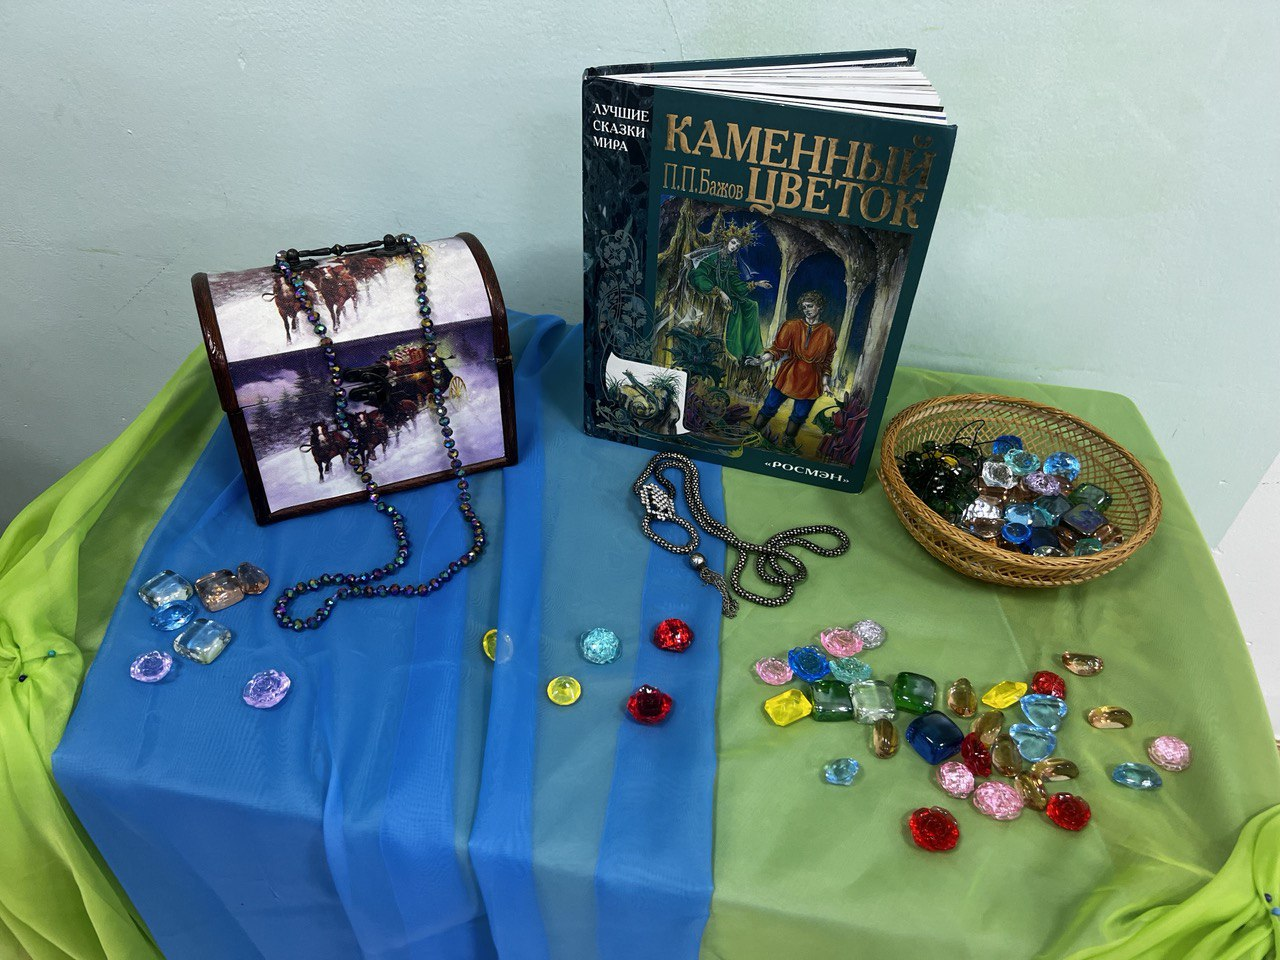 ЛУЧШИЕ
СКАЗКИ
МИРА
КАМЕННЫЙ
П.П.Бажов ЦВЕТОК
«РОСМЭН»